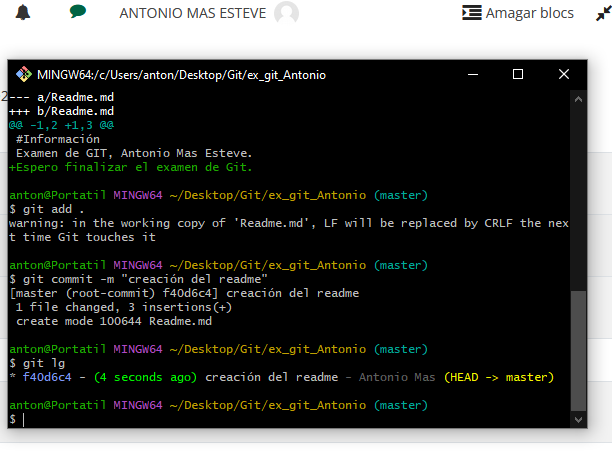 ANTONIO MAS ESTEVE
Amagar blocs
MINGW64:/c/Users/anton/Desktop/Git/ex_git_Antonio
2
--- a/Readme.md
+++ b/Readme.md
@@ -1,2 +1,3 @@
 #Información
 Examen de GIT, Antonio Mas Esteve.
+Espero finalizar el examen de Git.
anton@Portatil MINGW64 ~/Desktop/Git/ex_git_Antonio (master)
$ git add .
warning: in the working copy of 'Readme.md', LF will be replaced by CRLF the nex
t time Git touches it
anton@Portatil MINGW64 ~/Desktop/Git/ex_git_Antonio (master)
$ git commit -m "creación del readme"
[master (root-commit) f40d6c4] creación del readme
 1 file changed, 3 insertions(+)
 create mode 100644 Readme.md
anton@Portatil MINGW64 ~/Desktop/Git/ex_git_Antonio (master)
$ git lg
* f40d6c4 - (4 seconds ago) creación del readme - Antonio Mas (HEAD -> master)
anton@Portatil MINGW64 ~/Desktop/Git/ex_git_Antonio (master)
$